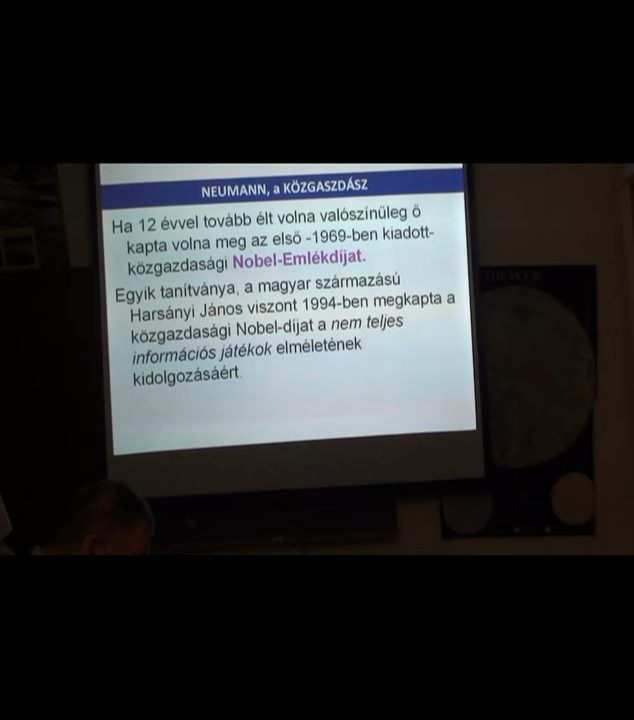 NEUMANN, a KÖZGASZDÁSZ
Ha 12 évvel tovább élt volna valószínűleg ő
kapta volna meg az első -1969-ben kiadott-
közgazdasági Nobel-Emlékdíjat.
Egyik tanítványa, a magyar származású
Harsányi János viszont 1994-ben megkapta a
közgazdasági Nobel-díjat a nem teljes
információs játékok elméletének
kidolgozásáért.
THE MOON